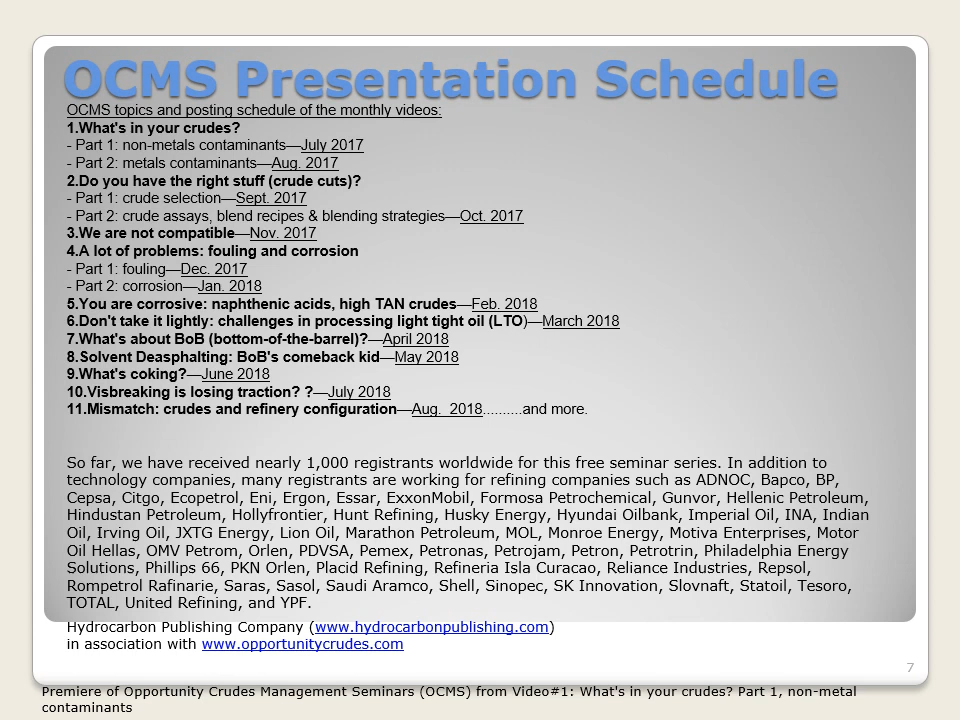 OCMS Presentation Schedule
OCMS topics and posting schedule of the monthly videos:
1.What's in your crudes?
- Part 1: non-metals contaminants—July 2017
- Part 2: metals contaminants—Aug. 2017
2.Do you have the right stuff (crude cuts)?
- Part 1: crude selection—Sept. 2017
- Part 2: crude assays, blend recipes & blending strategies—Oct. 2017
3.We are not compatible—Nov. 2017
4.A lot of problems: fouling and corrosion
- Part 1: fouling—Dec. 2017
- Part 2: corrosion—Jan. 2018
5.You are corrosive: naphthenic acids, high TAN crudes—Feb. 2018
6.Don't take it lightly: challenges in processing light tight oil (LTO)—March 2018
7.What's about BoB (bottom-of-the-barrel)?—April 2018
8.Solvent Deasphalting: BoB's comeback kid—May 2018
9.What's coking?—June 2018
10.Visbreaking is losing traction? ?—July 2018
11.Mismatch: crudes and refinery configuration—Aug.  2018..........and more.
So far, we have received nearly 1,000 registrants worldwide for this free seminar series. In addition to
technology companies, many registrants are working for refining companies such as ADNOC, Bapco, BP,
Cepsa, Citgo, Ecopetrol, Eni, Ergon, Essar, ExxonMobil, Formosa Petrochemical, Gunvor, Hellenic Petroleum,
Hindustan Petroleum, Hollyfrontier, Hunt Refining, Husky Energy, Hyundai Oilbank, Imperial Oil, INA, Indian
Oil, Irving Oil, JXTG Energy, Lion Oil, Marathon Petroleum, MOL, Monroe Energy, Motiva Enterprises, Motor
Oil Hellas, OMV Petrom, Orlen, PDVSA, Pemex, Petronas, Petrojam, Petron, Petrotrin, Philadelphia Energy
Solutions, Phillips 66, PKN Orlen, Placid Refining, Refineria Isla Curacao, Reliance Industries, Repsol,
Rompetrol Rafinarie, Saras, Sasol, Saudi Aramco, Shell, Sinopec, SK Innovation, Slovnaft, Statoil, Tesoro,
TOTAL, United Refining, and YPF.
Hydrocarbon Publishing Company (www.hydrocarbonpublishing.com)
in association with www.opportunitycrudes.com
7
Premiere of Opportunity Crudes Management Seminars (OCMS) from Video#1: What's in your crudes? Part 1, non-metal
contaminants